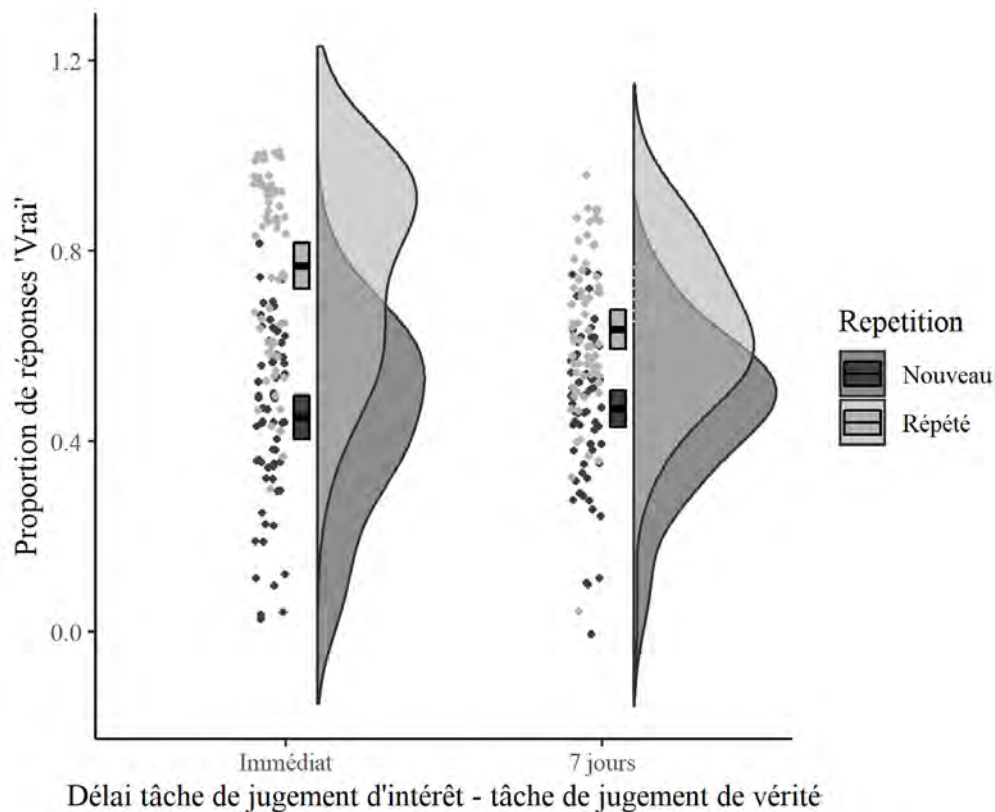 1.2
0.8
0.4
0.0
Proportion de réponses 'Vrai'
Immédiat
7 jours
Délai tâche de jugement d'intérêt - tâche de jugement de vérité
Repetition
Nouveau
Répété